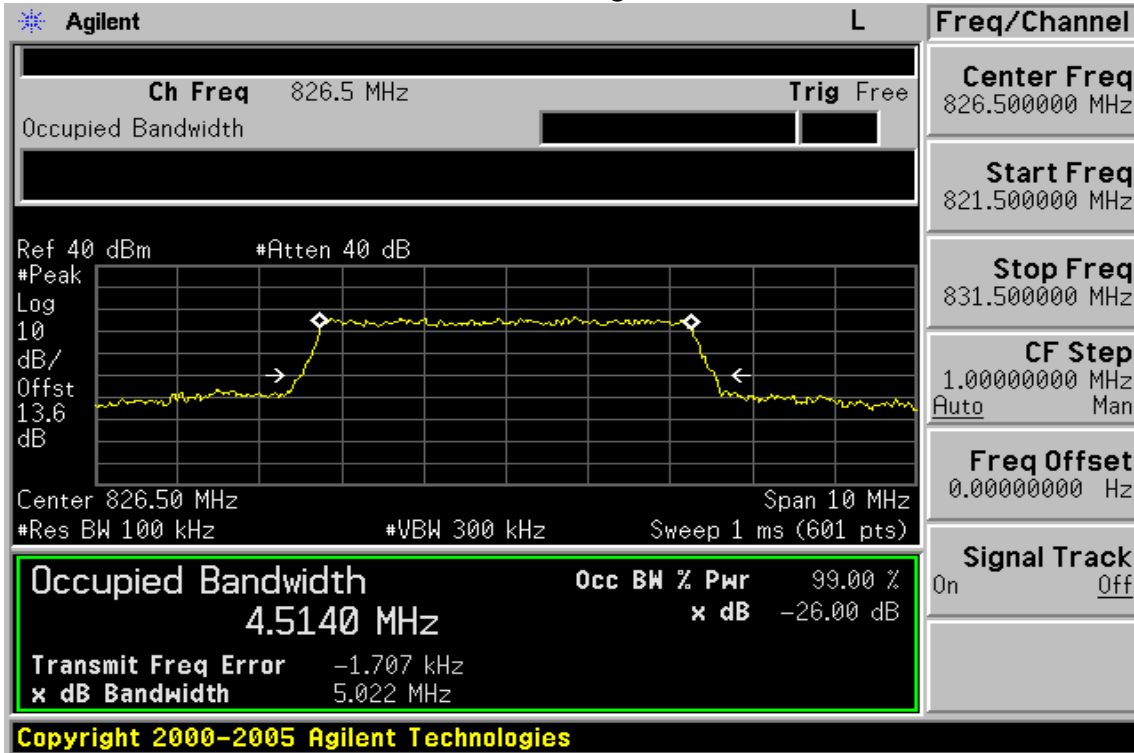 Agilent L
Ch Freq 826.5 MHz Trig Free
Occupied Bandwidth
Ref 40 dBm #Atten 40 dB
#Peak
Log
10
dB/
Offst
13.6
dB
Center 826.50 MHz Span 10 MHz
#Res BW 100 kHz #VBW 300 kHz Sweep 1 ms (601 pts)
Occupied Bandwidth Occ BW % Pwr 99.00 %
4.5140 MHz x dB -26.00 dB
Transmit Freq Error -1.707 kHz
x dB Bandwidth 5.022 MHz
Copyright 2000-2005 Agilent Technologies
Freq/Channel
Center Freq
826.500000 MHz
Start Freq
821.500000 MHz
Stop Freq
831.500000 MHz
CF Step
1.00000000 MHz
Auto Man
Freq Offset
0.00000000 Hz
Signal Track
On Off